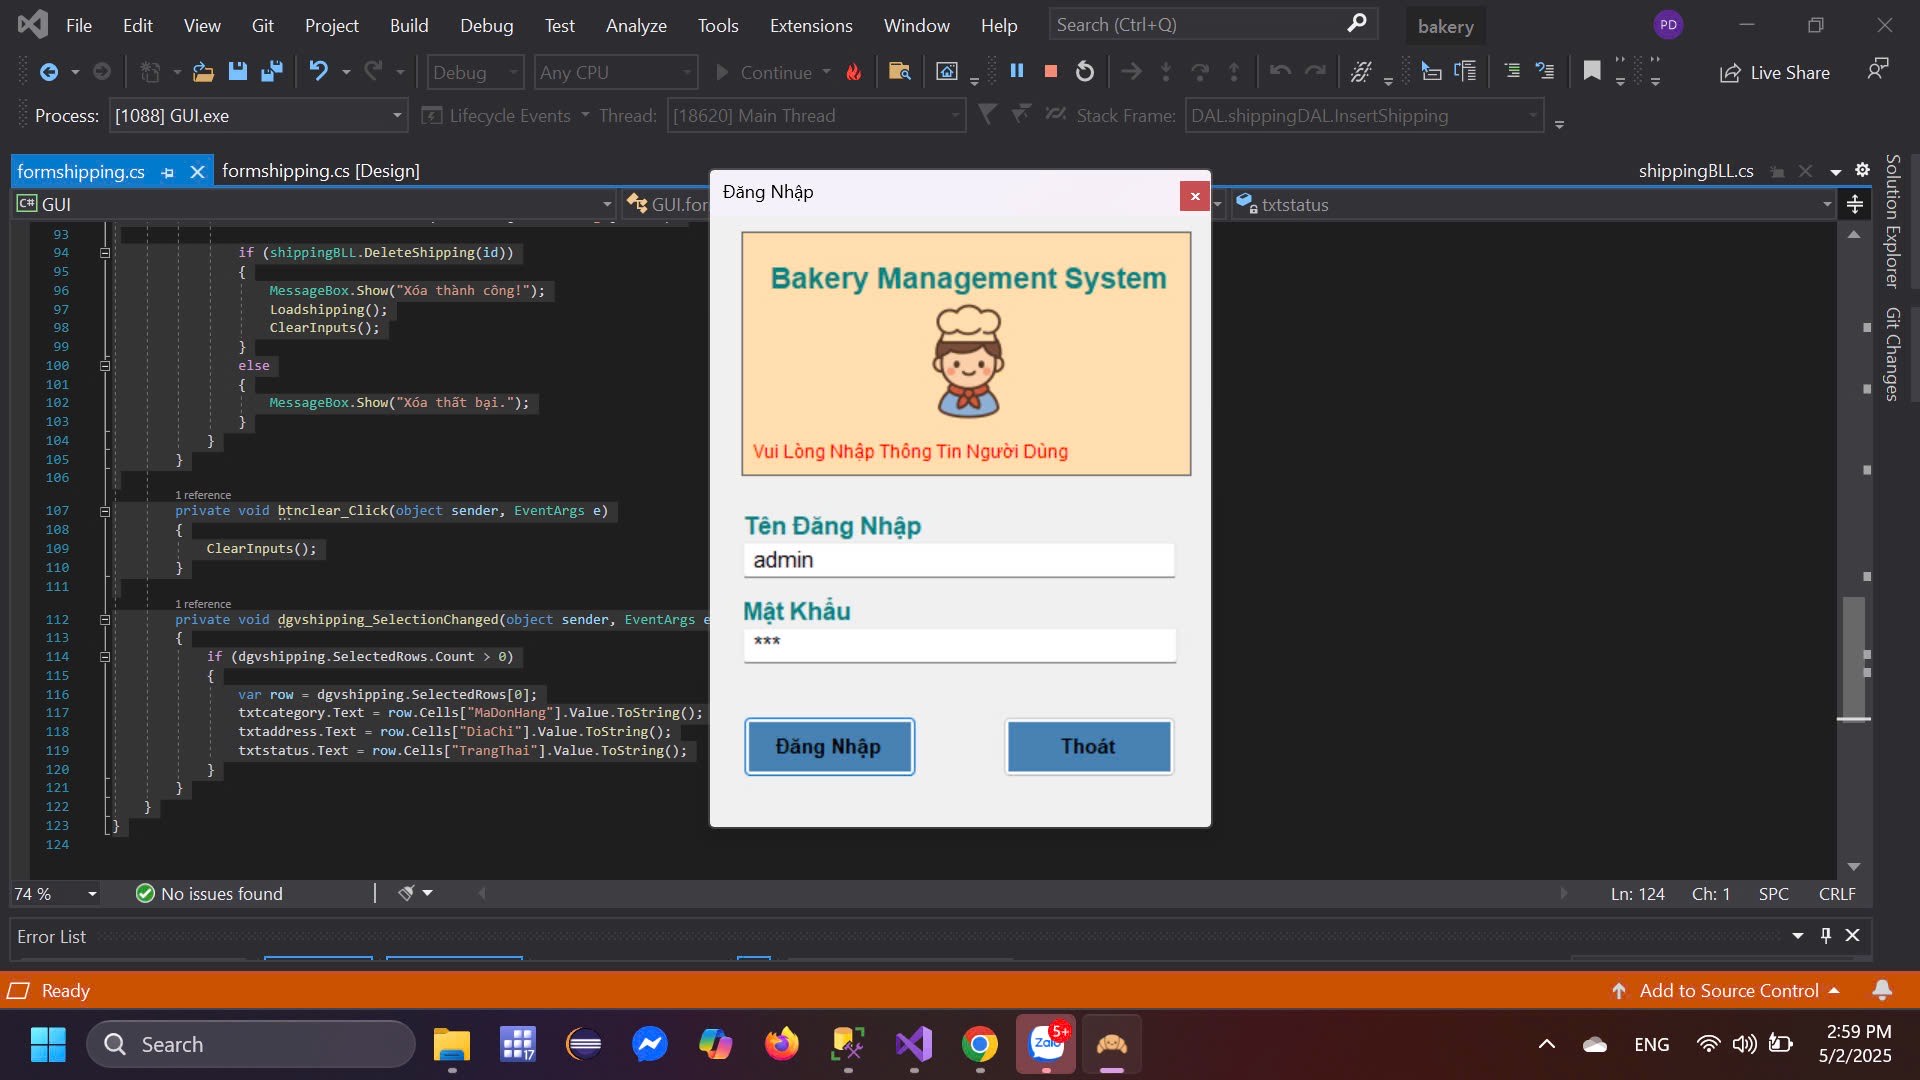 File Edit View Git Project Build Debug Test Analyze Tools Extensions Window Help Search (Ctrl+Q) bakery PD
Debug Any CPU Continue Live Share
Process: [1088] GUI.exe Lifecycle Events Thread: [18620] Main Thread Stack Frame: DAL.shippingDAL.InsertShipping
formshipping.cs formshipping.cs [Design] shippingBLL.cs
C# GUI GUI.for txtstatus
Solution Explorer
Git Changes
93
94 if (shippingBLL.DeleteShipping(id))
95 {
96 MessageBox.Show("Xóa thành công!");
97 Loadshipping();
98 ClearInputs();
99 }
100 else
101 {
102 MessageBox.Show("Xóa thất bại.");
103 }
104 }
105 }
106
1 reference
107 private void btnclear_Click(object sender, EventArgs e)
108 {
109 ClearInputs();
110 }
111
1 reference
112 private void dgvshipping_SelectionChanged(object sender, EventArgs e
113 {
114 if (dgvshipping.SelectedRows.Count > 0)
115 {
116 var row = dgvshipping.SelectedRows[0];
117 txtcategory.Text = row.Cells["MaDonHang"].Value.ToString();
118 txtaddress.Text = row.Cells["DiaChi"].Value.ToString();
119 txtstatus.Text = row.Cells["TrangThai"].Value.ToString();
120 }
121 }
122 }
123 }
124
Đăng Nhập
Bakery Management System
Vui Lòng Nhập Thông Tin Người Dùng
Tên Đăng Nhập
admin
Mật Khẩu
***
Đăng Nhập Thoát
74 % No issues found Ln: 124 Ch: 1 SPC CRLF
Error List
Ready Add to Source Control
Search 17 Zalo 5+ ENG 2:59 PM
5/2/2025